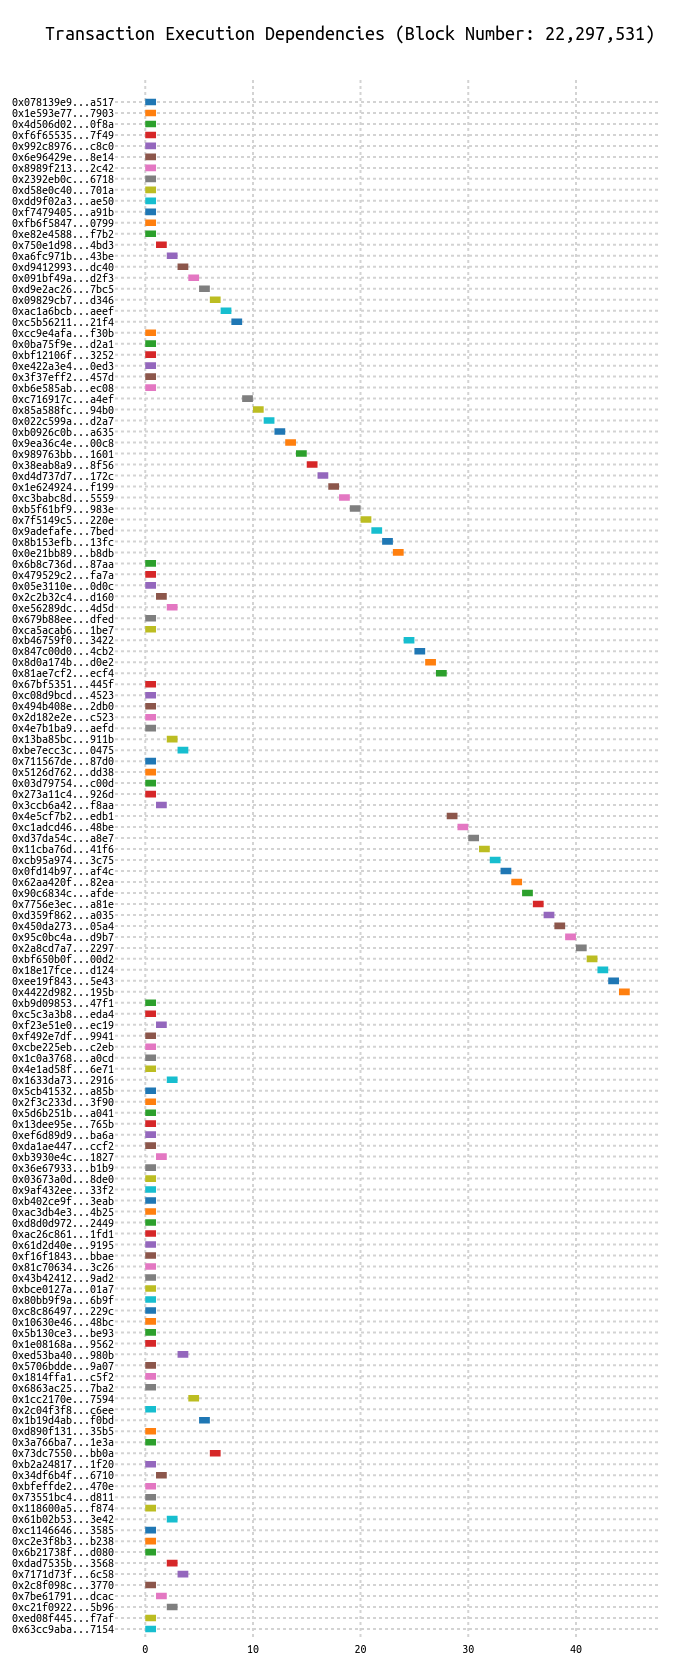 Transaction Execution Dependencies (Block Number: 22,297,531)
0x078139e9...a517
0x1e593e77...7903
0x4d506d02...0f8a
0xf6f65535...7f49
0x992c8976...c8c0
0x6e96429e...8e14
0x8989f213...2c42
0x2392eb0c...6718
0xd58e0c40...701a
0xdd9f02a3...ae50
0xf7479405...a91b
0xfb6f5847...0799
0xe82e4588...f7b2
0x750e1d98...4bd3
0xa6fc971b...43be
0xd9412993...dc40
0x091bf49a...d2f3
0xd9e2ac26...7bc5
0x09829cb7...d346
0xac1a6bcb...aeef
0xc5b56211...21f4
0xcc9e4afa...f30b
0x0ba75f9e...d2a1
0xbf12106f...3252
0xe422a3e4...0ed3
0x3f37eff2...457d
0xb6e585ab...ec08
0xc716917c...a4ef
0x85a588fc...94b0
0x022c599a...d2a7
0xb0926c0b...a635
0x9ea36c4e...00c8
0x989763bb...1601
0x38eab8a9...8f56
0xd4d737d7...172c
0x1e624924...f199
0xc3babc8d...5559
0xb5f61bf9...983e
0x7f5149c5...220e
0x9adefafe...7bed
0x8b153efb...13fc
0x0e21bb89...b8db
0x6b8c736d...87aa
0x479529c2...fa7a
0x05e3110e...0d0c
0x2c2b32c4...d160
0xe56289dc...4d5d
0x679b88ee...dfed
0xca5acab6...1be7
0xb46759f0...3422
0x847c00d0...4cb2
0x8d0a174b...d0e2
0x81ae7cf2...ecf4
0x67bf5351...445f
0xc08d9bcd...4523
0x494b408e...2db0
0x2d182e2e...c523
0x4e7b1ba9...aefd
0x13ba85bc...911b
0xbe7ecc3c...0475
0x711567de...87d0
0x5126d762...dd38
0x03d79754...c00d
0x273a11c4...926d
0x3ccb6a42...f8aa
0x4e5cf7b2...edb1
0xc1adcd46...48be
0xd37da54c...a8e7
0x11cba76d...41f6
0xcb95a974...3c75
0x0fd14b97...af4c
0x62aa420f...82ea
0x90c6834c...afde
0x7756e3ec...a81e
0xd359f862...a035
0x450da273...05a4
0x95c0bc4a...d9b7
0x2a8cd7a7...2297
0xbf650b0f...00d2
0x18e17fce...d124
0xee19f843...5e43
0x4422d982...195b
0xb9d09853...47f1
0xc5c3a3b8...eda4
0xf23e51e0...ec19
0xf492e7df...9941
0xcbe225eb...c2eb
0x1c0a3768...a0cd
0x4e1ad58f...6e71
0x1633da73...2916
0x5cb41532...a85b
0x2f3c233d...3f90
0x5d6b251b...a041
0x13dee95e...765b
0xef6d89d9...ba6a
0xda1ae447...ccf2
0xb3930e4c...1827
0x36e67933...b1b9
0x03673a0d...8de0
0x9af432ee...33f2
0xb402ce9f...3eab
0xac3db4e3...4b25
0xd8d0d972...2449
0xac26c861...1fd1
0x61d2d40e...9195
0xf16f1843...bbae
0x81c70634...3c26
0x43b42412...9ad2
0xbce0127a...01a7
0x80bb9f9a...6b9f
0xc8c86497...229c
0x10630e46...48bc
0x5b130ce3...be93
0x1e08168a...9562
0xed53ba40...980b
0x5706bdde...9a07
0x1814ffa1...c5f2
0x6863ac25...7ba2
0x1cc2170e...7594
0x2c04f3f8...c6ee
0x1b19d4ab...f0bd
0xd890f131...35b5
0x3a766ba7...1e3a
0x73dc7550...bb0a
0xb2a24817...1f20
0x34df6b4f...6710
0xbfeffde2...470e
0x73551bc4...d811
0x118600a5...f874
0x61b02b53...3e42
0xc1146646...3585
0xc2e3f8b3...b238
0x6b21738f...d080
0xdad7535b...3568
0x7171d73f...6c58
0x2c8f098c...3770
0x7be61791...dcac
0xc21f0922...5b96
0xed08f445...f7af
0x63cc9aba...7154
0 10 20 30 40